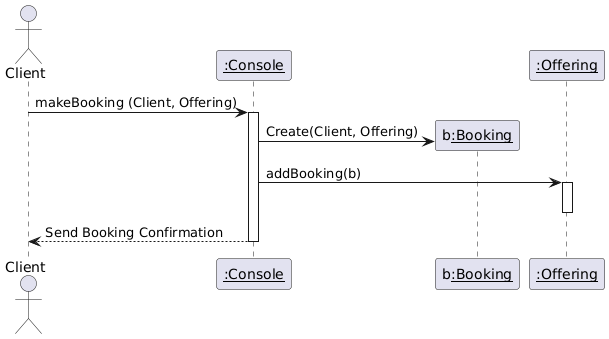 Client
:Console
:Offering
makeBooking (Client, Offering)
b:Booking
Create(Client, Offering)
addBooking(b)
Send Booking Confirmation
Client
:Console
b:Booking
:Offering